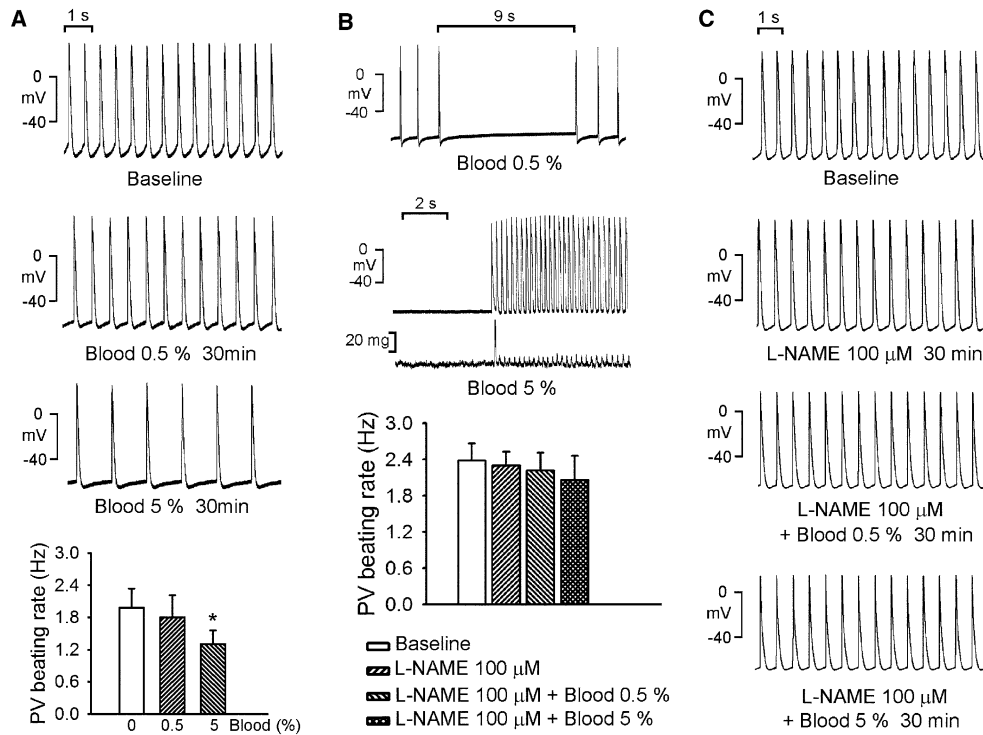 A
1 s
0
mV
-40
Baseline
0
mV
-40
Blood 0.5 % 30min
0
mV
-40
Blood 5 % 30min
PV beating rate (Hz)
3.0
2.4
1.8
1.2
0.6
0.0
*
0 0.5 5 Blood (%)
B
9 s
0
mV
-40
Blood 0.5 %
2 s
0
mV
-40
20 mg
Blood 5 %
PV beating rate (Hz)
3.0
2.4
1.8
1.2
0.6
0.0
Baseline
L-NAME 100 μM
L-NAME 100 μM + Blood 0.5 %
L-NAME 100 μM + Blood 5 %
C
1 s
0
mV
-40
Baseline
0
mV
-40
L-NAME 100 μM 30 min
0
mV
-40
L-NAME 100 μM
+ Blood 0.5 % 30 min
0
mV
-40
L-NAME 100 μM
+ Blood 5 % 30 min